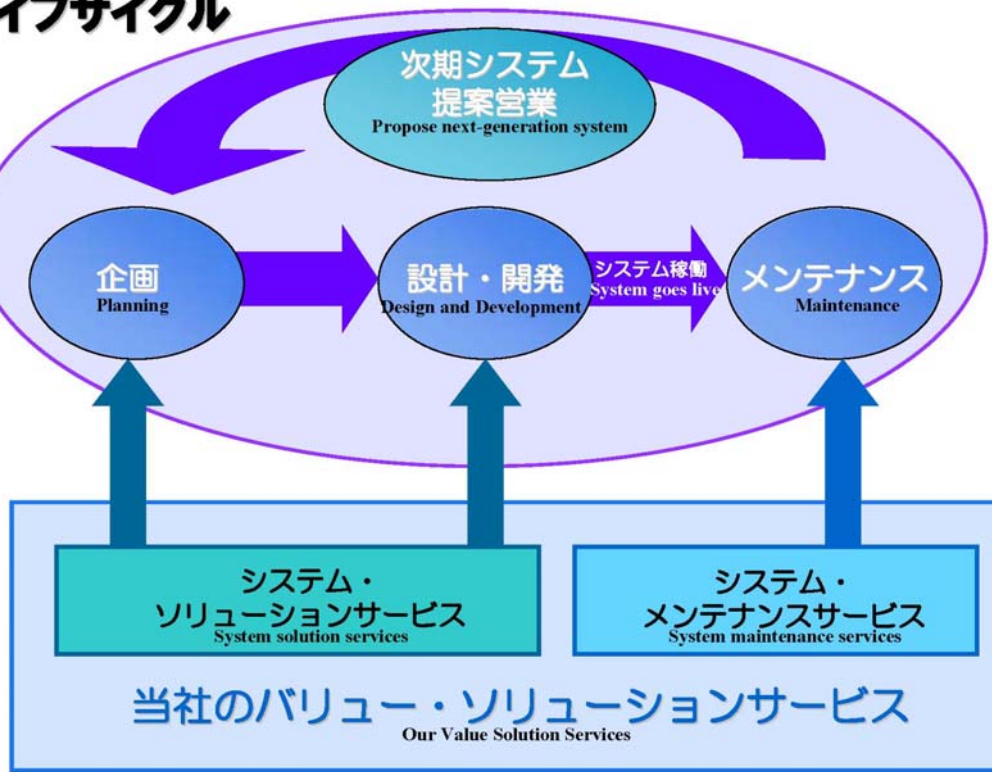 イフサイクル
次期システム
提案営業
Propose next-generation system
企画
Planning
設計・開発
Design and Development
システム稼働
System goes live
メンテナンス
Maintenance
システム・
ソリューションサービス
System solution services
システム・
メンテナンスサービス
System maintenance services
当社のバリュー・ソリューションサービス
Our Value Solution Services